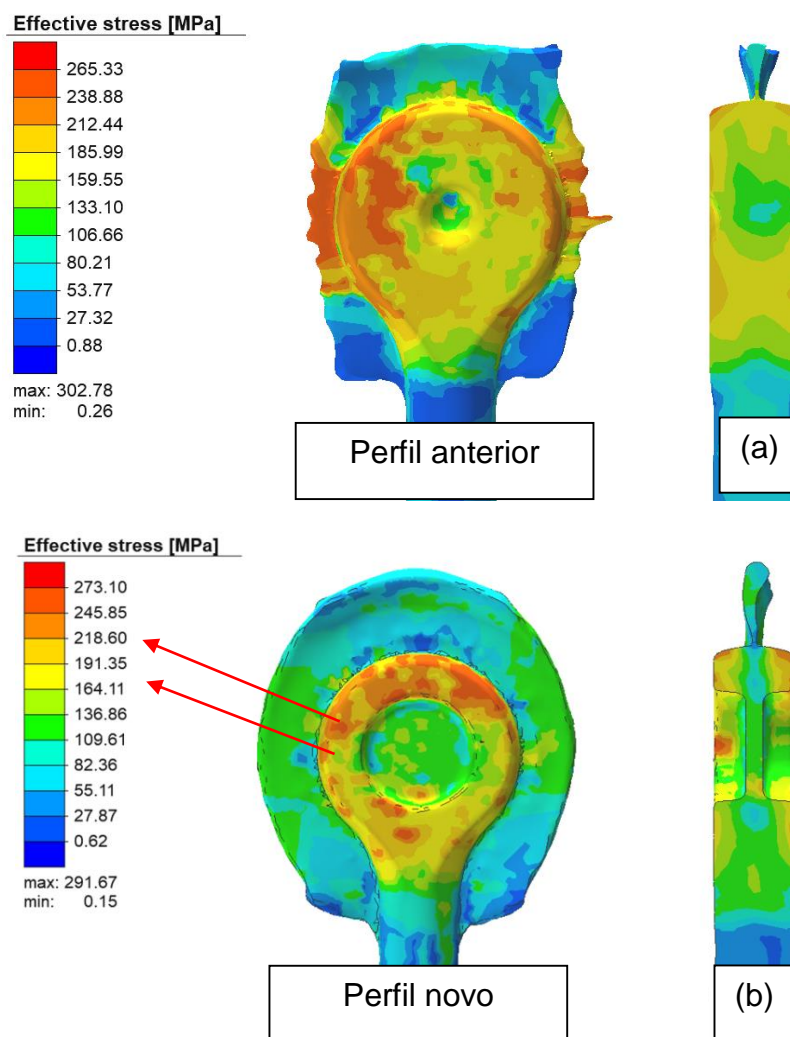 Effective stress [MPa]
265.33
238.88
212.44
185.99
159.55
133.10
106.66
80.21
53.77
27.32
0.88
max: 302.78
min: 0.26
Perfil anterior
(a)
Effective stress [MPa]
273.10
245.85
218.60
191.35
164.11
136.86
109.61
82.36
55.11
27.87
0.62
max: 291.67
min: 0.15
Perfil novo
(b)